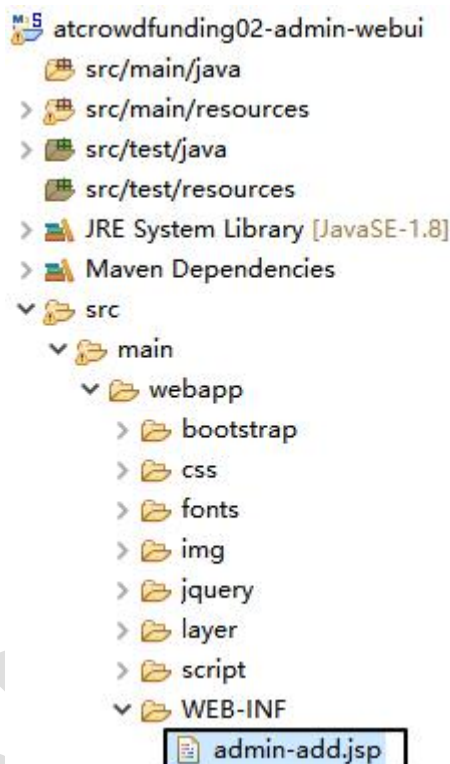 atcrowdfunding02-admin-webui
src/main/java
src/main/resources
src/test/java
src/test/resources
JRE System Library [JavaSE-1.8]
Maven Dependencies
src
main
webapp
bootstrap
css
fonts
img
jquery
layer
script
WEB-INF
admin-add.jsp